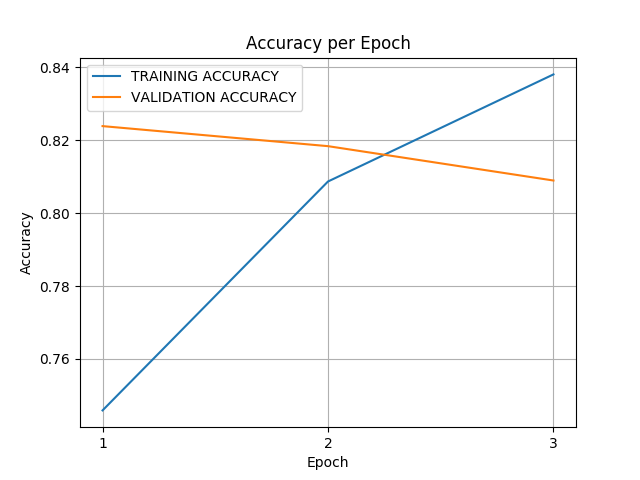 Accuracy per Epoch
TRAINING ACCURACY
VALIDATION ACCURACY
0.84
0.82
0.80
0.78
0.76
Accuracy
1 2 3
Epoch